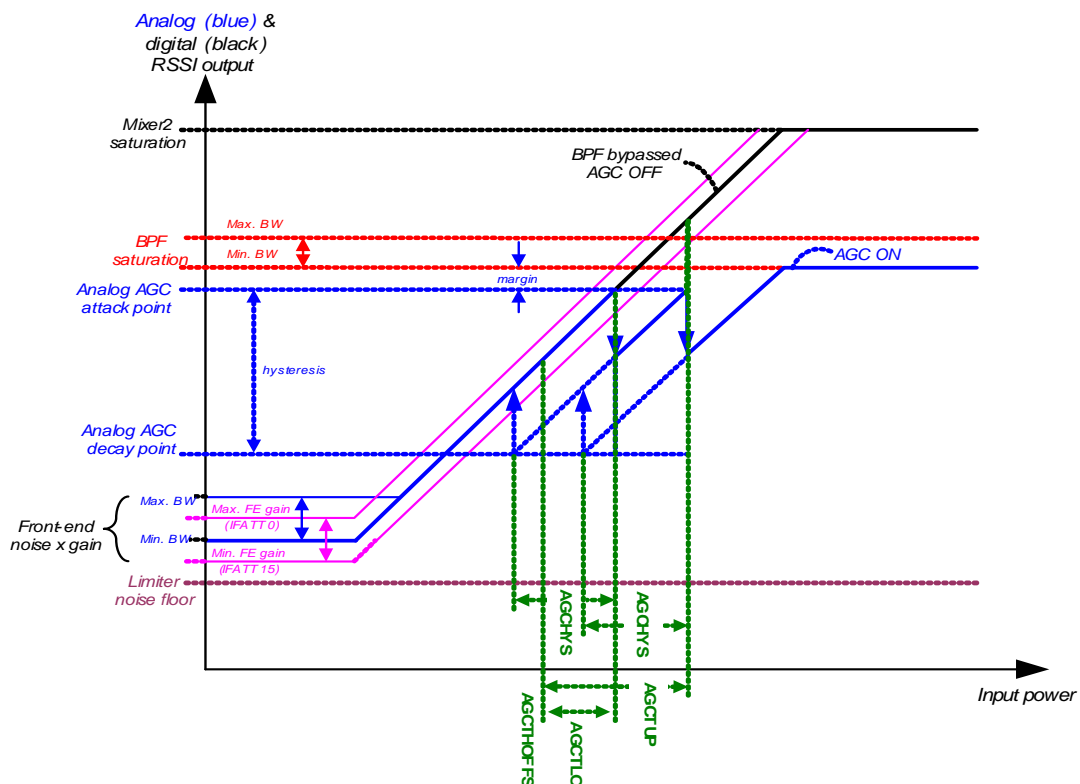 Analog (blue) &
digital (black)
RSSI output
Mixer2
saturation
BPF bypassed
AGC OFF
Max. BW
BPF
saturation
Min. BW
AGC ON
margin
Analog AGC
attack point
hysteresis
Analog AGC
decay point
Max. BW
Max. FE gain
(IFATT 0)
Front-end
noise x gain
Min. BW
Min. FE gain
(IFATT 15)
Limiter
noise floor
AGCHYS
AGCHYS
Input power
AGCTHOFFS
AGCTLO
AGCTUP